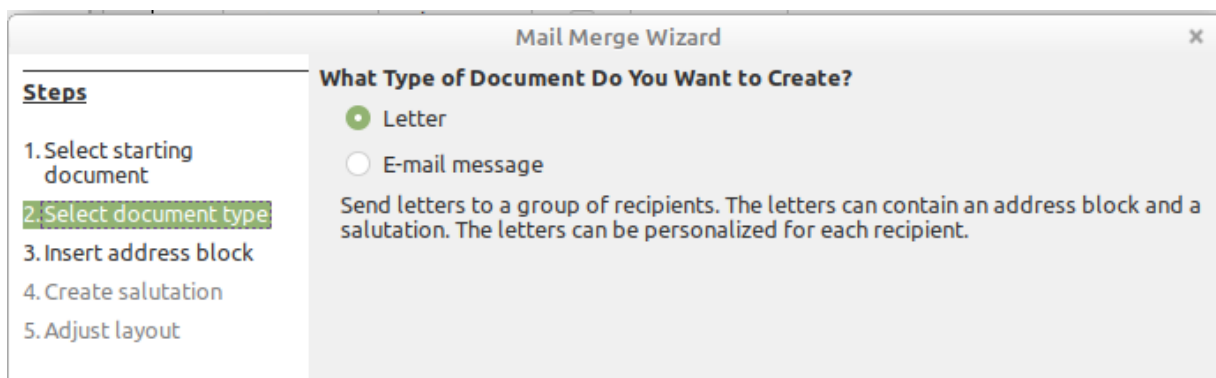 Mail Merge Wizard
Steps
1. Select starting
document
2. Select document type
3. Insert address block
4. Create salutation
5. Adjust layout
What Type of Document Do You Want to Create?
Letter
E-mail message
Send letters to a group of recipients. The letters can contain an address block and a
salutation. The letters can be personalized for each recipient.